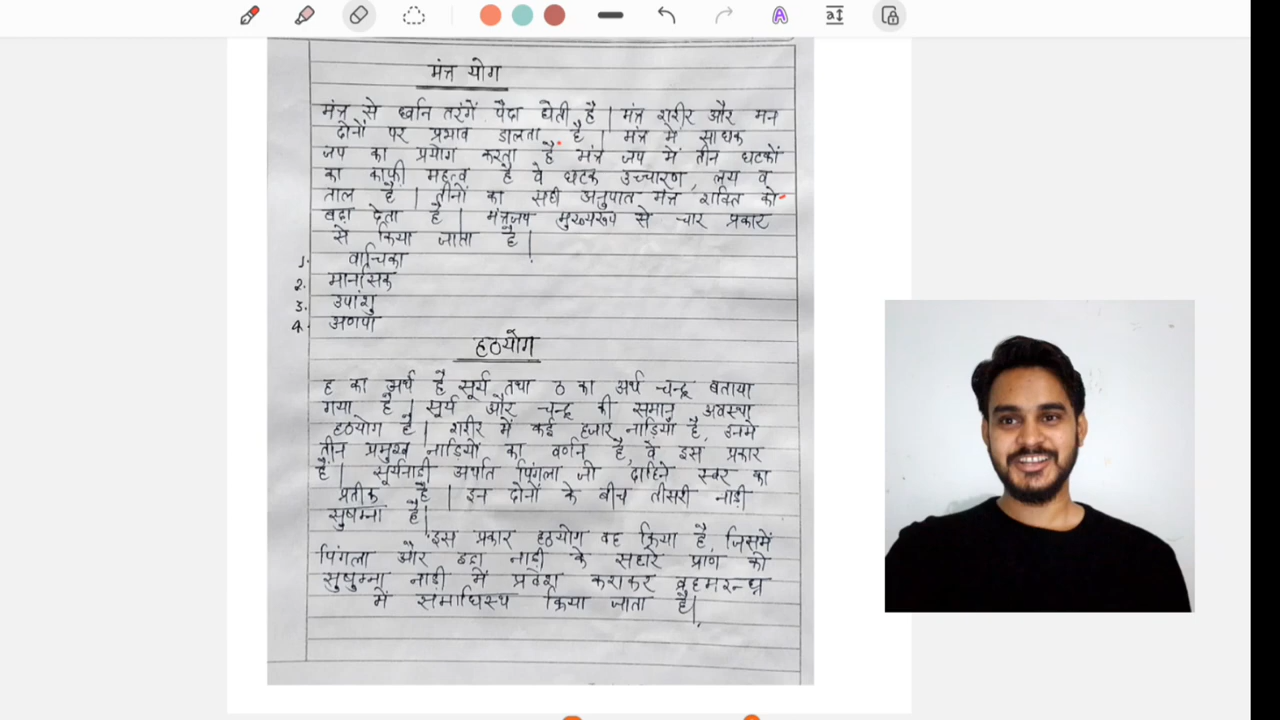 मंत्र योग
मंत्र से ध्वनि तरंगें पैदा होती है | मंत्र शरीर और मन
दोनों पर प्रभाव डालता है | मंत्र में साधक
जप का प्रयोग करता है मंत्र जप में तीन घटकों
का काफी महत्व है वे घटक उच्चारण, लय व
ताल है | तीनों का सही अनुपात मंत्र शक्ति को
बढ़ा देता है | मंत्रजप मुख्यरूप से चार प्रकार
से किया जाता है |
1. वाचिका
2. मानसिक
3. उपांशु
4. अणपा
हठयोग
ह का अर्थ है सूर्य तथा ठ का अर्थ चन्द्र बताया
गया है | सूर्य और चन्द्र की समान अवस्था
हठयोग है | शरीर में कई हजार नाड़िया है, इनमे
तीन प्रमुख नाड़ियों का वर्णन है, वे इस प्रकार
हैं | सूर्यनाडी अर्थात पिंगला जो दाहिने स्वर का
प्रतीक है | इन दोनों के बीच तीसरी नाडी
सुषम्ना है |
इस प्रकार हठयोग वह क्रिया है, जिसमें
पिंगला और इडा नाडी के सहारे प्राण को
सुषुम्ना नाडी में प्रवेश कराकर ब्रहमरन्ध्र
में समाधिस्थ किया जाता है |